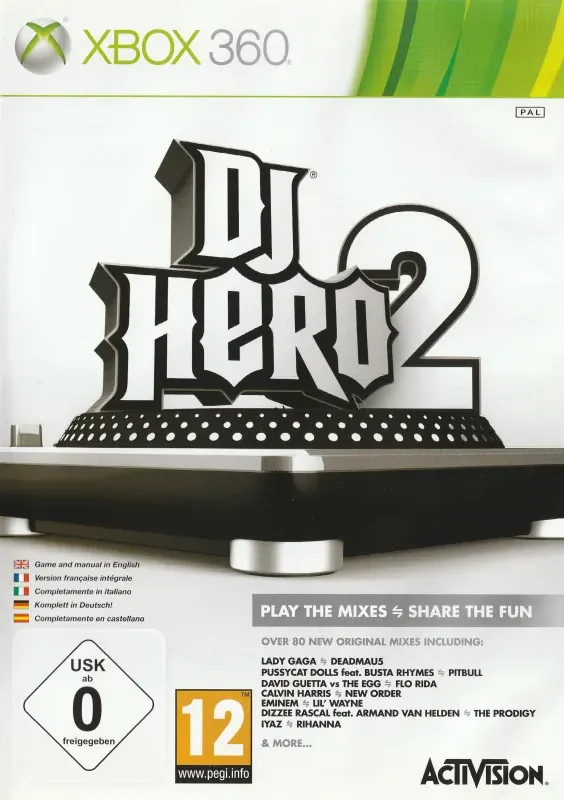 XBOX 360
PAL
DJ
HERO 2
Game and manual in English
Version française intégrale
Completamente in italiano
Komplett in Deutsch!
Completamente en castellano
PLAY THE MIXES ⇋ SHARE THE FUN
OVER 80 NEW ORIGINAL MIXES INCLUDING:
LADY GAGA ⇋ DEADMAU5
PUSSYCAT DOLLS feat. BUSTA RHYMES ⇋ PITBULL
DAVID GUETTA vs THE EGG ⇋ FLO RIDA
CALVIN HARRIS ⇋ NEW ORDER
EMINEM ⇋ LIL' WAYNE
DIZZEE RASCAL feat. ARMAND VAN HELDEN ⇋ THE PRODIGY
IYAZ ⇋ RIHANNA
& MORE...
USK
ab
0
freigegeben
12
www.pegi.info
ACTIVISION.